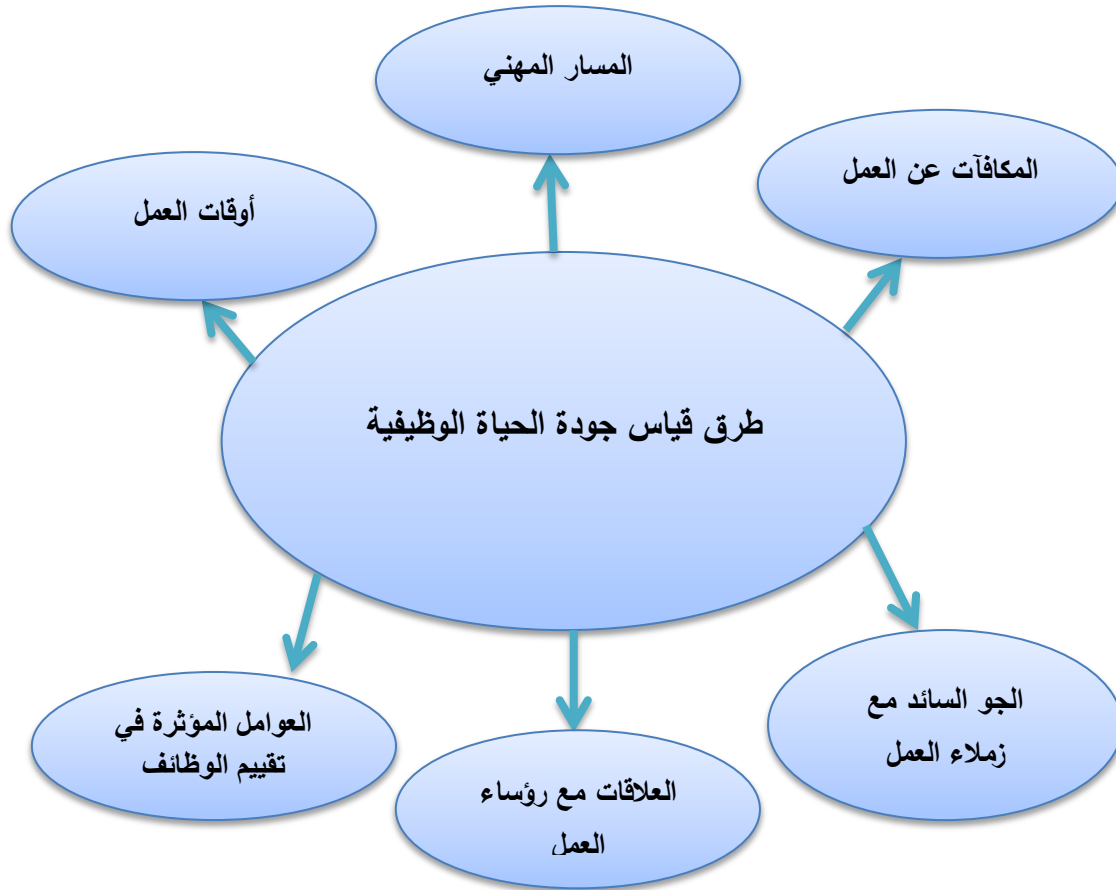 المسار المهني
المكافآت عن العمل
أوقات العمل
طرق قياس جودة الحياة الوظيفية
الجو السائد مع
زملاء العمل
العلاقات مع رؤساء
العمل
العوامل المؤثرة في
تقييم الوظائف